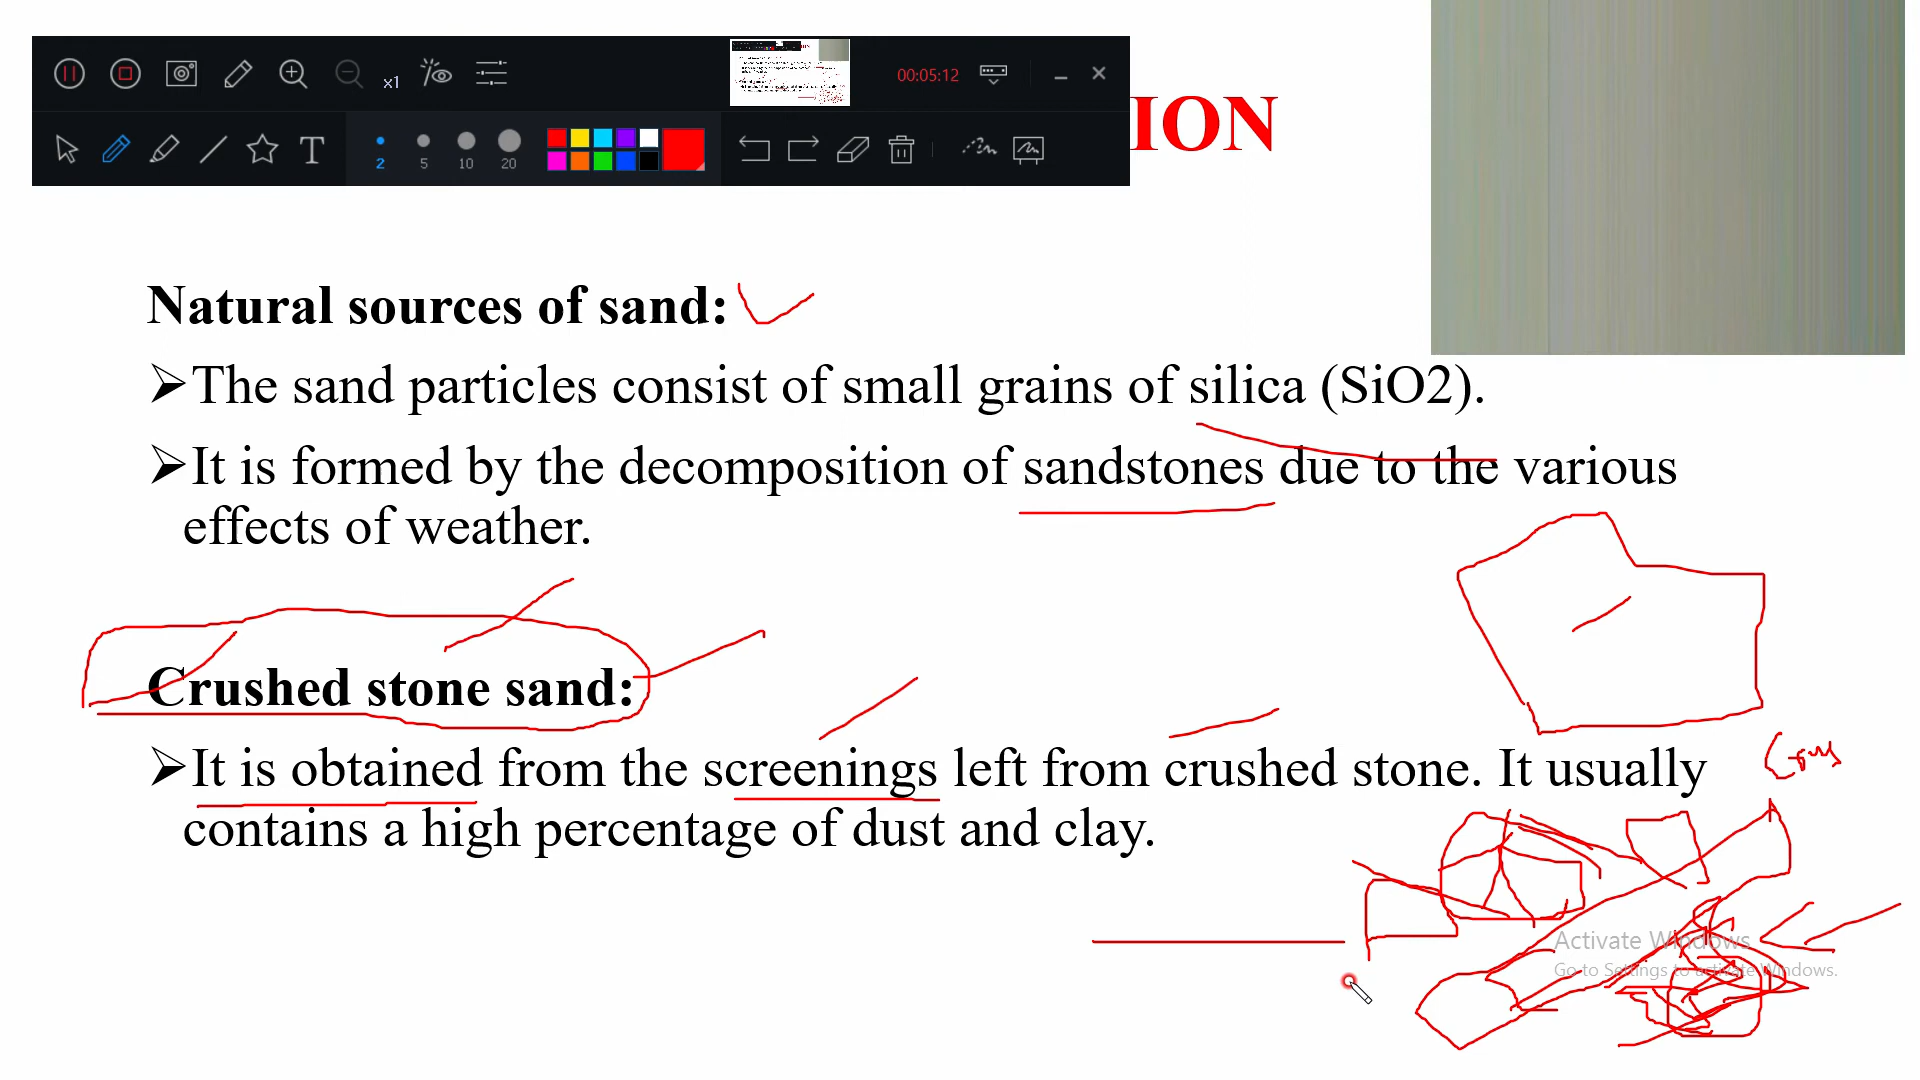 x1
00:05:12
T
2
5
10
20
ION
Natural sources of sand:
➢The sand particles consist of small grains of silica (SiO2).
➢It is formed by the decomposition of sandstones due to the various
effects of weather.
Crushed stone sand:
➢It is obtained from the screenings left from crushed stone. It usually
contains a high percentage of dust and clay.
Activate Windows
Go to Settings to activate Windows.